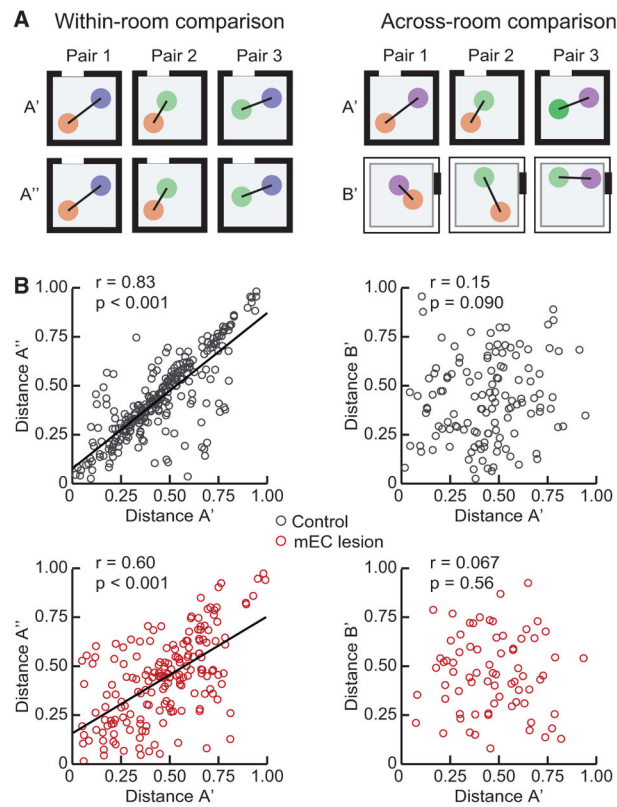 A
Within-room comparison
Across-room comparison
Pair 1 Pair 2 Pair 3
Pair 1 Pair 2 Pair 3
A'
A'
A''
B'
B
1.00
r = 0.83
p < 0.001
0.75
0.50
0.25
Distance A''
0 0.25 0.50 0.75 1.00
Distance A'
1.00
r = 0.15
p = 0.090
0.75
0.50
0.25
Distance B'
0 0.25 0.50 0.75 1.00
Distance A'
Control
mEC lesion
1.00
r = 0.60
p < 0.001
0.75
0.50
0.25
Distance A''
0 0.25 0.50 0.75 1.00
Distance A'
1.00
r = 0.067
p = 0.56
0.75
0.50
0.25
Distance B'
0 0.25 0.50 0.75 1.00
Distance A'